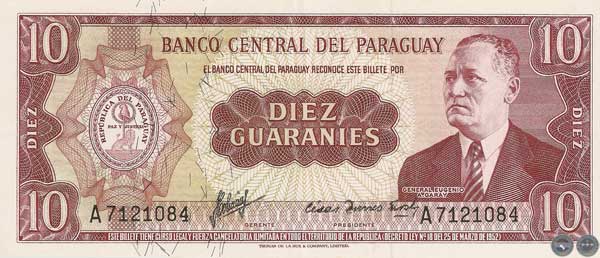 10 BANCO CENTRAL DEL PARAGUAY 10
EL BANCO CENTRAL DEL PARAGUAY RECONOCE ESTE BILLETE POR
DIEZ
DIEZ
REPUBLICA DEL PARAGUAY
PAZ Y JUSTICIA
DIEZ
GUARANIES
GENERAL EUGENIO
A. GARAY
A 7121084
A 7121084
GERENTE PRESIDENTE
10 10
ESTE BILLETE TIENE CURSO LEGAL Y FUERZA CANCELATORIA ILIMITADA EN TODO EL TERRITORIO DE LA REPUBLICA (DECRETO LEY Nº 18 DEL 25 DE MARZO DE 1952)
THOMAS DE LA RUE & COMPANY, LIMITED.